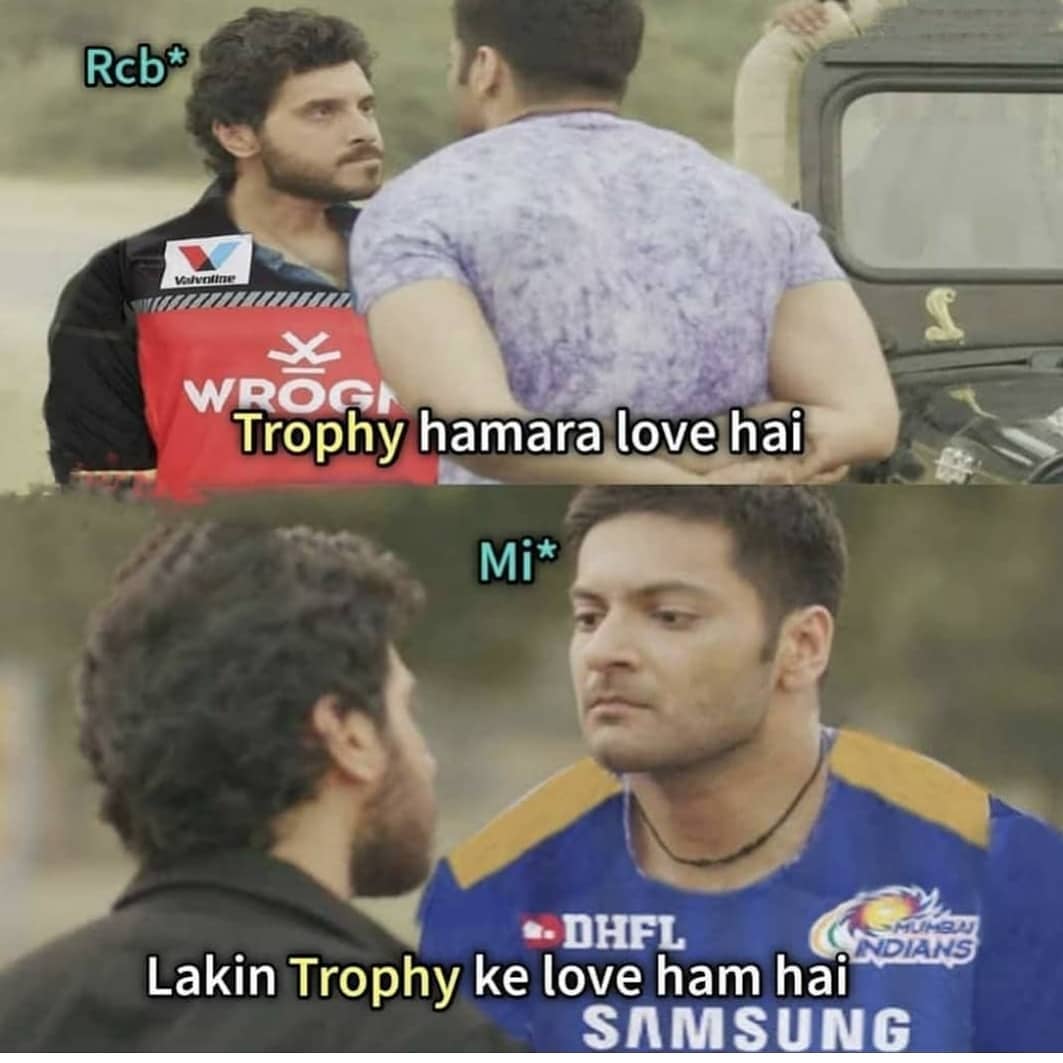 Rcb*
Valvoline
WROGN
Trophy hamara love hai
Mi*
DHFL
MUMBAI
INDIANS
Lakin Trophy ke love ham hai
SAMSUNG